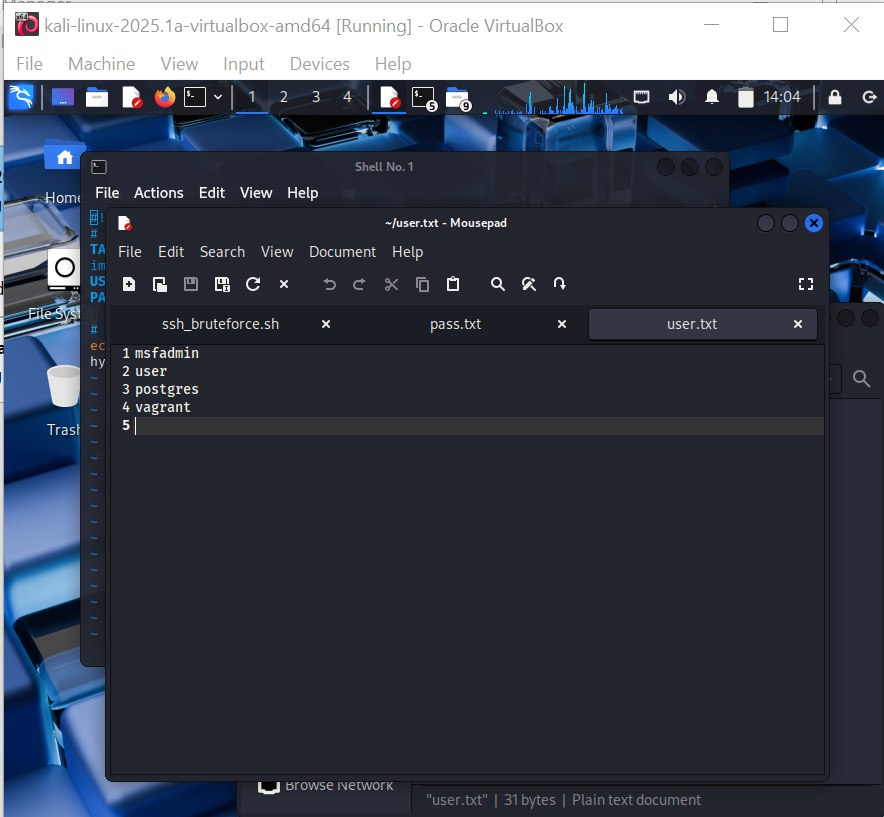 kali-linux-2025.1a-virtualbox-amd64 [Running] - Oracle VirtualBox
File Machine View Input Devices Help
1 2 3 4 5 9 14:04
Shell No. 1
File Actions Edit View Help
#!
#
TA
im
US
PA
#
ec
hy
~/user.txt - Mousepad
File Edit Search View Document Help
ssh_bruteforce.sh pass.txt user.txt
1 msfadmin
2 user
3 postgres
4 vagrant
5
Home
File Sys
Trash
Browse Network
"user.txt" | 31 bytes | Plain text document